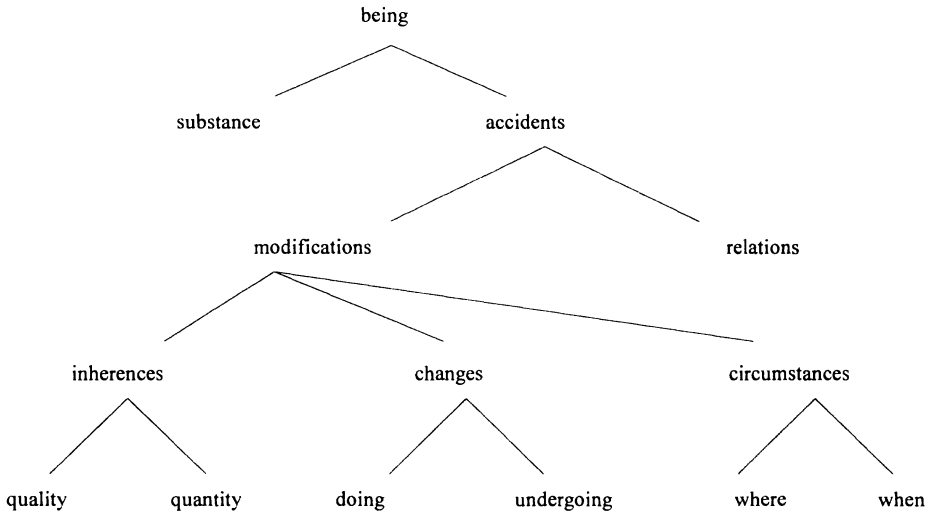 being
substance accidents
modifications relations
inherences changes circumstances
quality quantity doing undergoing where when